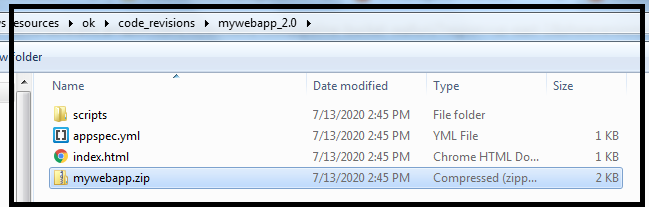 resources ▸ ok ▸ code_revisions ▸ mywebapp_2.0 ▸
folder
Name Date modified Type Size
scripts 7/13/2020 2:45 PM File folder
appspec.yml 7/13/2020 2:45 PM YML File 1 KB
index.html 7/13/2020 2:45 PM Chrome HTML Do... 1 KB
mywebapp.zip 7/13/2020 2:45 PM Compressed (zipp... 2 KB